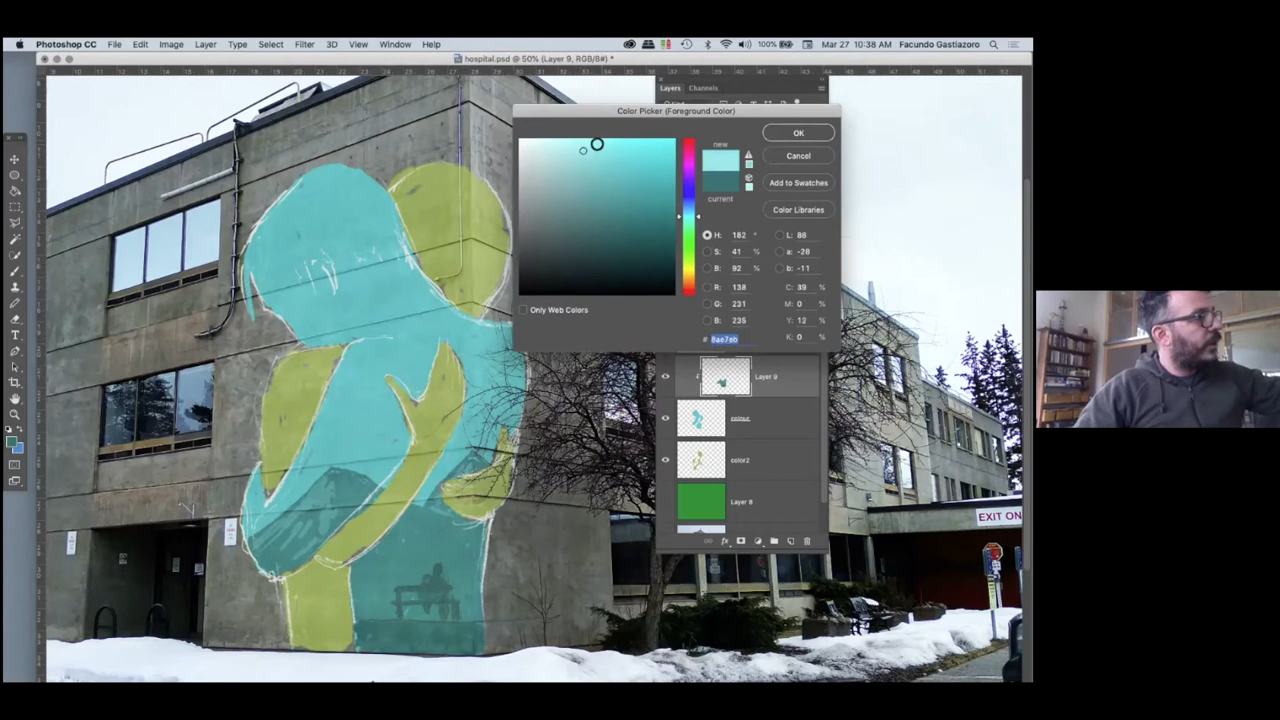 Photoshop CC File Edit Image Layer Type Select Filter 3D View Window Help 100% Mar 27 10:38 AM Facundo Gastiazoro
hospital.psd @ 50% (Layer 9, RGB/8#) *
Layers Channels
Color Picker (Foreground Color)
new
current
OK
Cancel
Add to Swatches
Color Libraries
H: 182 °
S: 41 %
B: 92 %
R: 138
G: 231
B: 235
# 8ae7eb
L: 86
a: -28
b: -11
C: 39 %
M: 0 %
Y: 12 %
K: 0 %
Only Web Colors
Layer 9
colour
color2
Layer 8
fx
EXIT ON